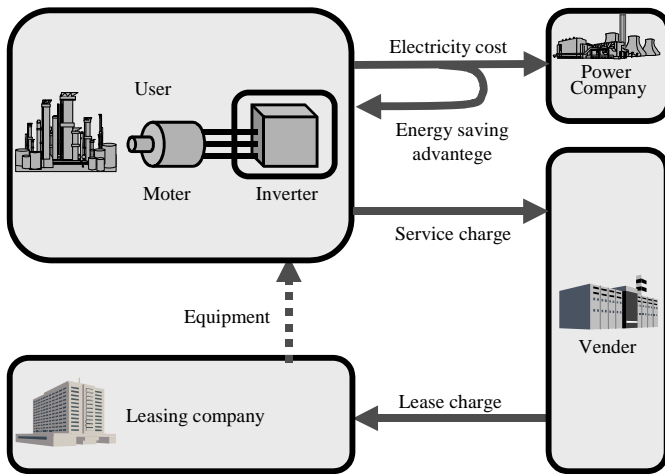 Electricity cost
Power
Company
User
Energy saving
advantege
Moter
Inverter
Service charge
Equipment
Vender
Leasing company
Lease charge